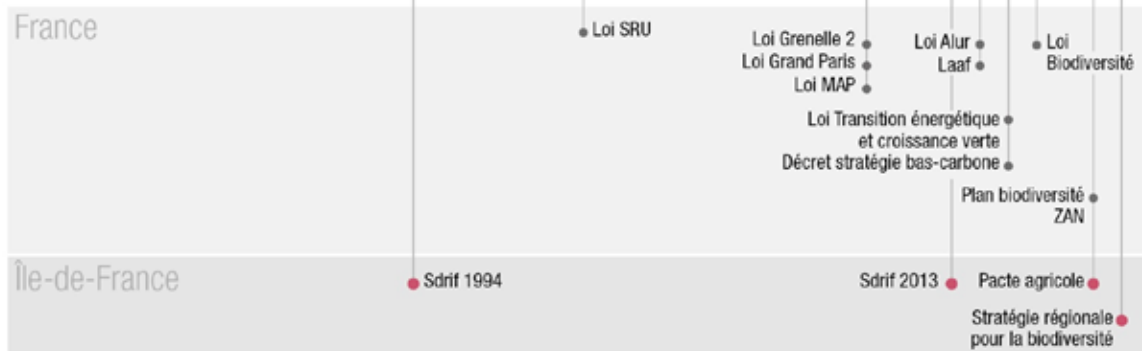 France
Loi SRU
Loi Grenelle 2
Loi Grand Paris
Loi MAP
Loi Alur
Laaf
Loi
Biodiversité
Loi Transition énergétique
et croissance verte
Décret stratégie bas-carbone
Plan biodiversité
ZAN
Île-de-France
Sdrif 1994
Sdrif 2013
Pacte agricole
Stratégie régionale
pour la biodiversité